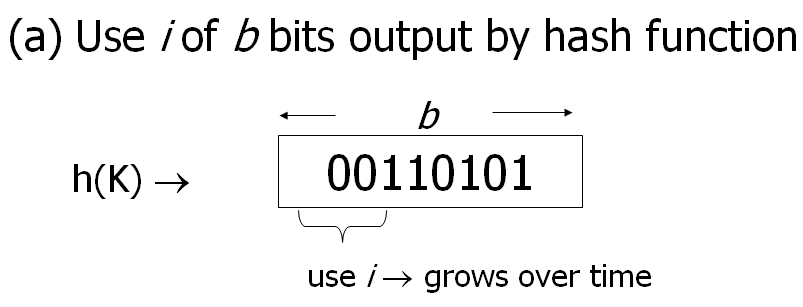 (a) Use i of b bits output by hash function
b
h(K) → 00110101
use i → grows over time